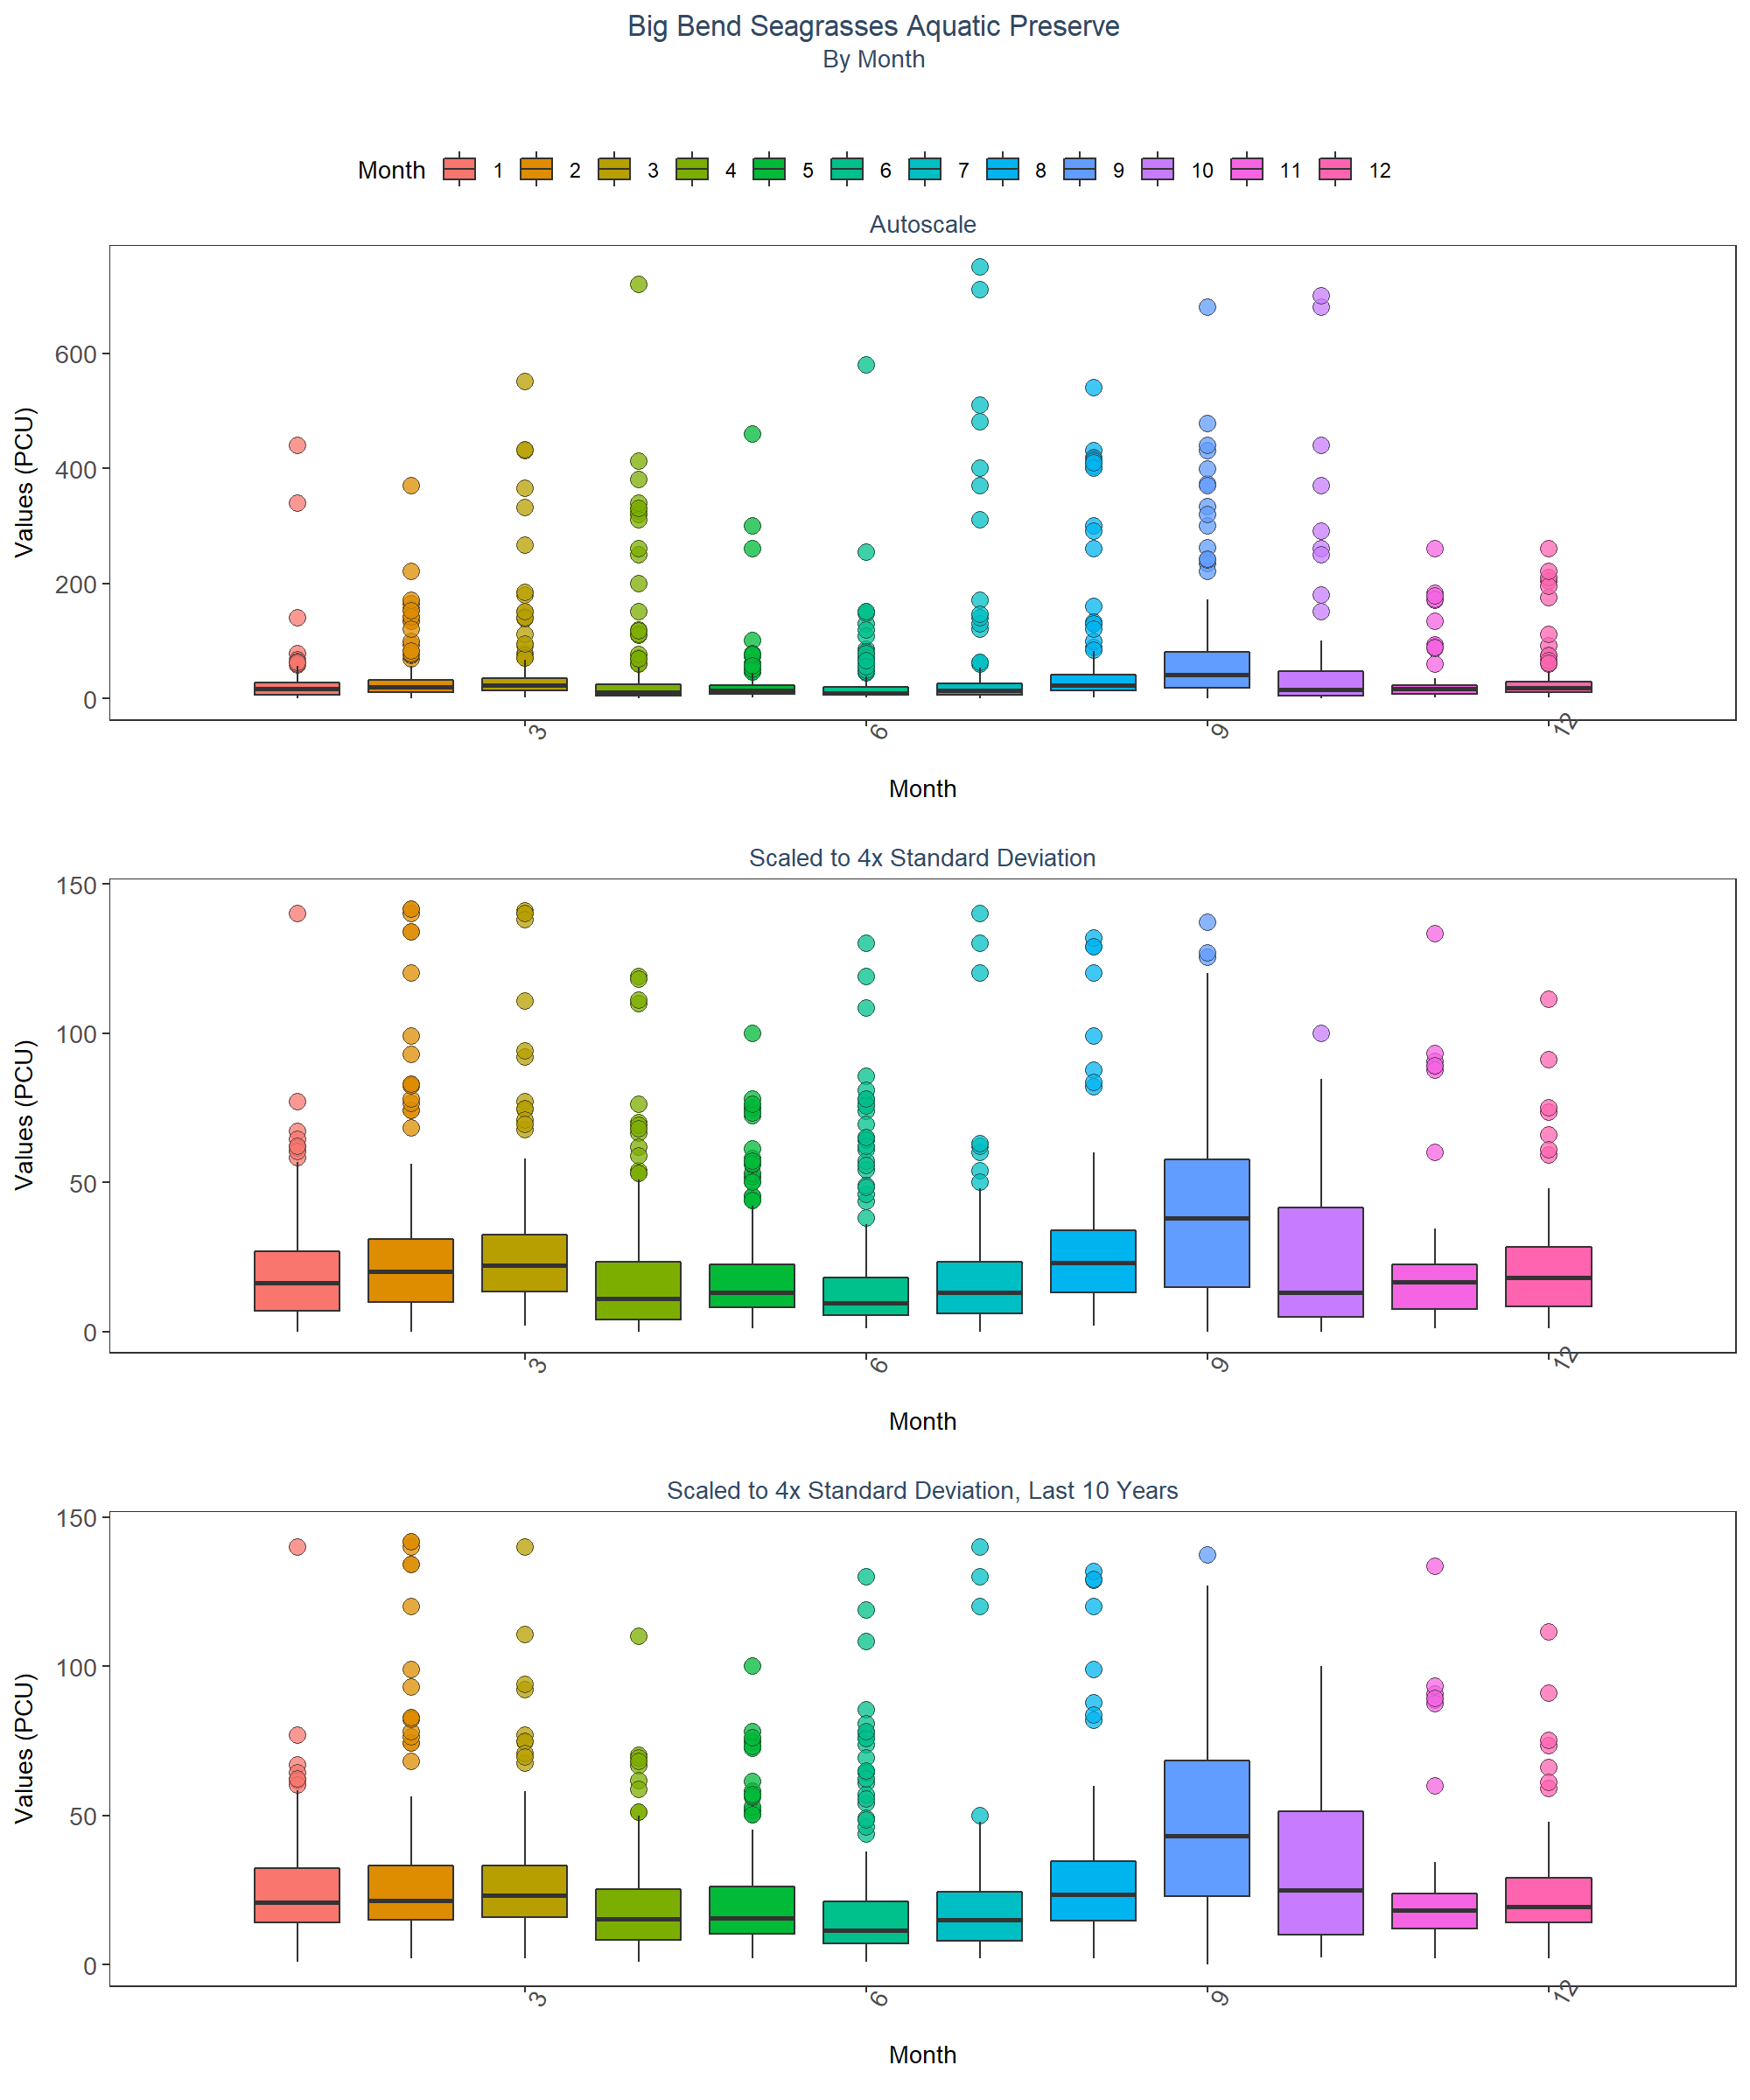 Big Bend Seagrasses Aquatic Preserve
By Month
Month 1 2 3 4 5 6 7 8 9 10 11 12
Autoscale
Values (PCU)
600
400
200
0
3 6 9 12
Month
Scaled to 4x Standard Deviation
Values (PCU)
150
100
50
0
3 6 9 12
Month
Scaled to 4x Standard Deviation, Last 10 Years
Values (PCU)
150
100
50
0
3 6 9 12
Month